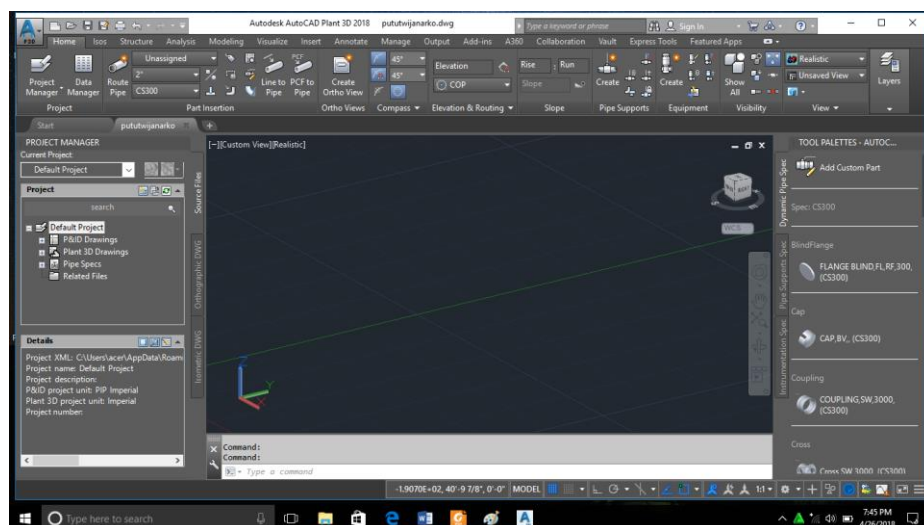 Autodesk AutoCAD Plant 3D 2018 pututwijanarko.dwg
Type a keyword or phrase
Sign In
P3D
Home Isos Structure Analysis Modeling Visualize Insert Annotate Manage Output Add-ins A360 Collaboration Vault Express Tools Featured Apps
Project Manager
Data Manager
Route Pipe
Unassigned
2"
CS300
Line to Pipe
PCF to Pipe
PCF
Create Ortho View
45°
45°
Elevation
COP
Rise : Run
Slope
Create
Create
Show All
Realistic
Unsaved View
Layers
Project
Part Insertion
Ortho Views
Compass
Elevation & Routing
Slope
Pipe Supports
Equipment
Visibility
View
Start
pututwijanarko
PROJECT MANAGER
Current Project:
Default Project
Project
search
Default Project
P&ID Drawings
Plant 3D Drawings
Pipe Specs
Related Files
Details
Project XML: C:\Users\acer\AppData\Roami
Project name: Default Project
Project description:
P&ID project unit: PIP Imperial
Plant 3D project unit: Imperial
Project number:
Source Files
Orthographic DWG
Isometric DWG
[-][Custom View][Realistic]
RIGHT
WCS
Z
Y
X
Command:
Command:
Type a command
TOOL PALETTES - AUTOC...
Dynamic Pipe Spec
Pipe Supports Spec
Instrumentation Spec
Add Custom Part
Spec: CS300
BlindFlange
FLANGE BLIND,FL,RF,300,
(CS300)
Cap
CAP,BV,, (CS300)
Coupling
COUPLING,SW,3000,
(CS300)
Cross
Cross SW 3000 (CS300)
-1.9070E+02, 40'-9 7/8", 0'-0" MODEL
1:1
Type here to search
7:45 PM
4/26/2018